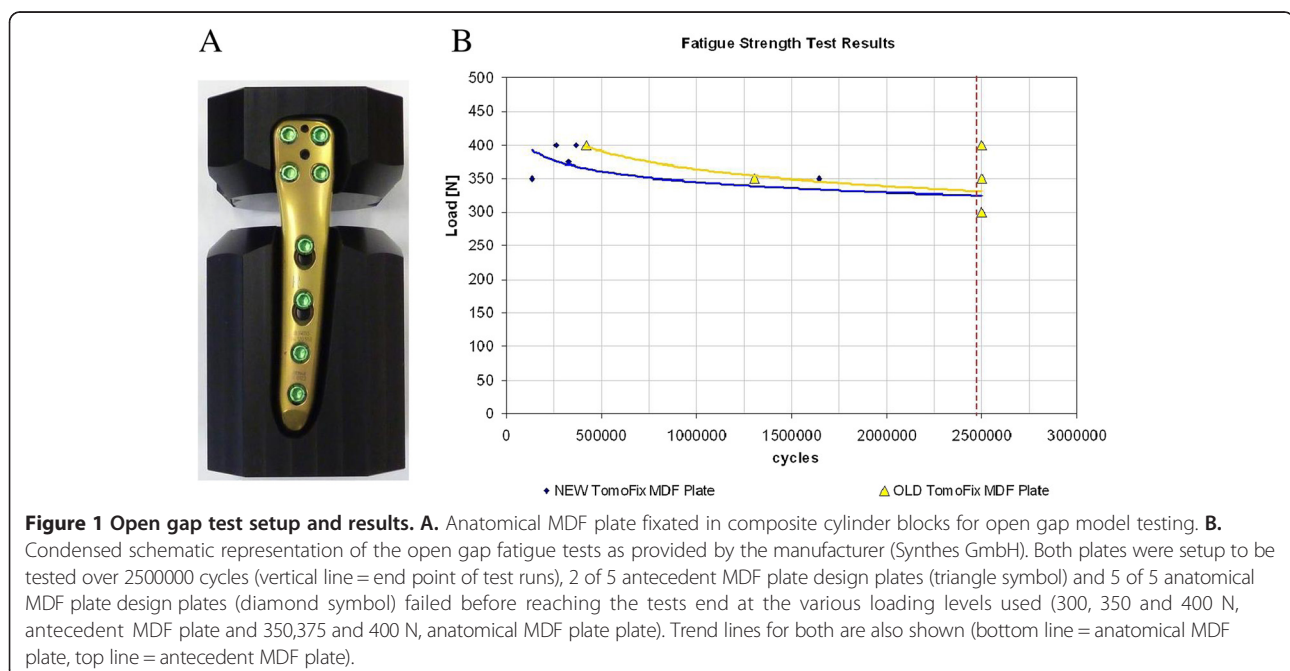 A
B
Fatigue Strength Test Results
500
450
400
350
300
250
200
150
100
50
0
Load [N]
0 500000 1000000 1500000 2000000 2500000 3000000
cycles
NEW TomoFix MDF Plate OLD TomoFix MDF Plate
Figure 1 Open gap test setup and results. A. Anatomical MDF plate fixated in composite cylinder blocks for open gap model testing. B.
Condensed schematic representation of the open gap fatigue tests as provided by the manufacturer (Synthes GmbH). Both plates were setup to be
tested over 2500000 cycles (vertical line = end point of test runs), 2 of 5 antecedent MDF plate design plates (triangle symbol) and 5 of 5 anatomical
MDF plate design plates (diamond symbol) failed before reaching the tests end at the various loading levels used (300, 350 and 400 N,
antecedent MDF plate and 350,375 and 400 N, anatomical MDF plate plate). Trend lines for both are also shown (bottom line = anatomical MDF
plate, top line = antecedent MDF plate).